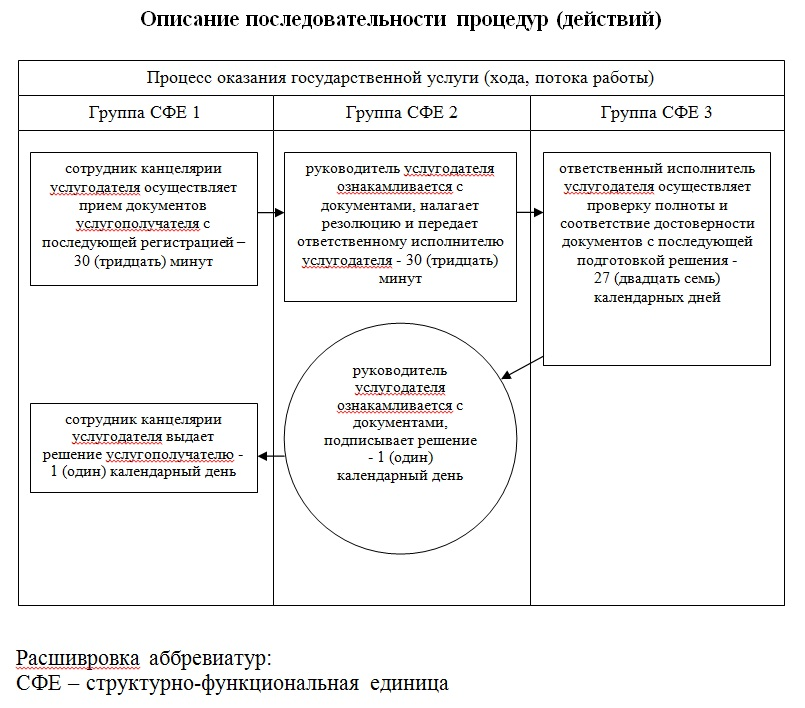 Описание последовательности процедур (действий)
Процесс оказания государственной услуги (хода, потока работы)
Группа СФЕ 1
Группа СФЕ 2
Группа СФЕ 3
сотрудник канцелярии
услугодателя осуществляет
прием документов
услугополучателя с
последующей регистрацией –
30 (тридцать) минут
руководитель услугодателя
ознакамливается с
документами, налагает
резолюцию и передает
ответственному исполнителю
услугодателя - 30 (тридцать)
минут
ответственный исполнитель
услугодателя осуществляет
проверку полноты и
соответствие достоверности
документов с последующей
подготовкой решения -
27 (двадцать семь)
календарных дней
руководитель
услугодателя
ознакамливается с
документами,
подписывает решение
- 1 (один)
календарный день
сотрудник канцелярии
услугодателя выдает
решение услугополучателю -
1 (один) календарный день
Расшивровка аббревиатур:
СФЕ – структурно-функциональная единица